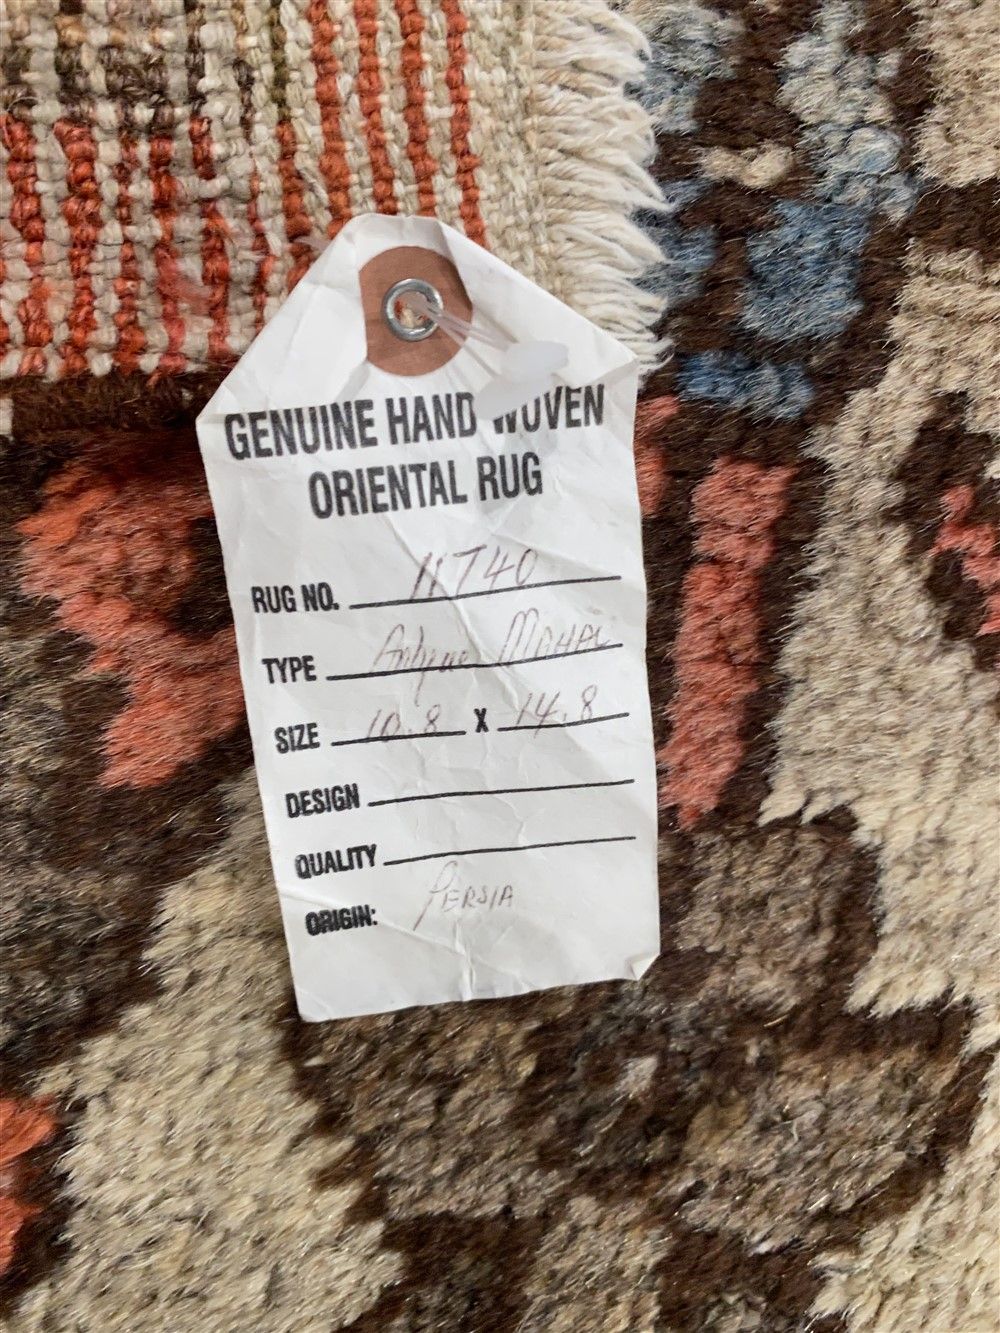 GENUINE HAND WOVEN
ORIENTAL RUG
RUG NO. 11740
TYPE MAHAL
SIZE 10.8 X 14.8
DESIGN
QUALITY
ORIGIN: PERSIA